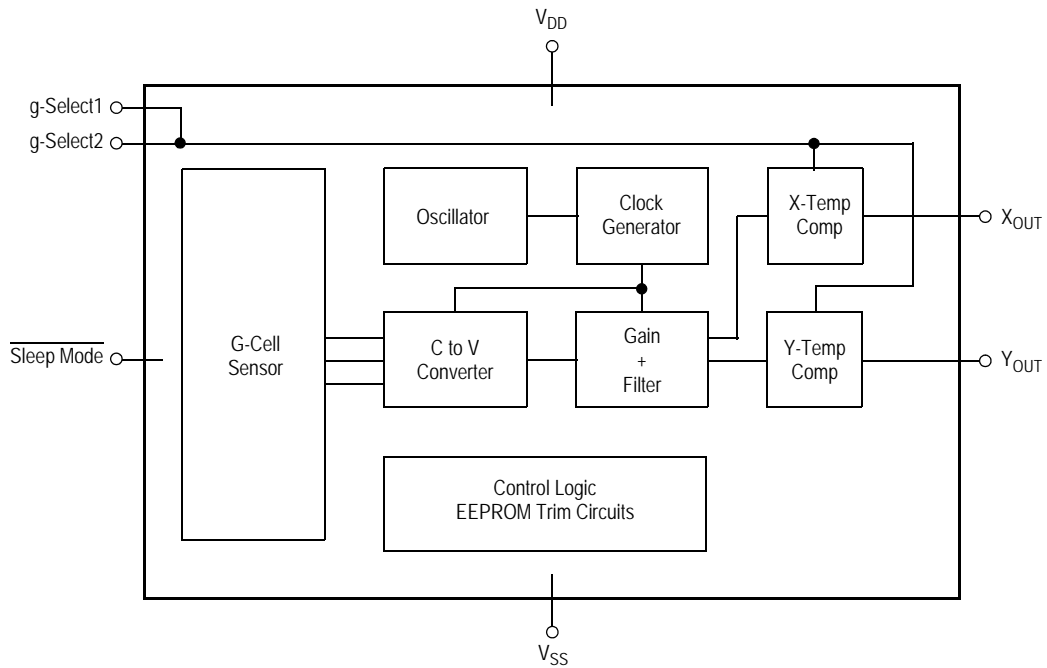 VDD
g-Select1
g-Select2
Oscillator
Clock
Generator
X-Temp
Comp
XOUT
Sleep Mode
G-Cell
Sensor
C to V
Converter
Gain
+
Filter
Y-Temp
Comp
YOUT
Control Logic
EEPROM Trim Circuits
VSS